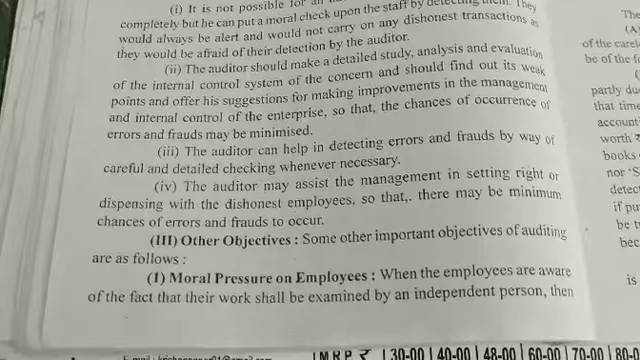 (i) It is not possible for an
completely but he can put a moral check upon the staff by detecting them. They
would always be alert and would not carry on any dishonest transactions as
they would be afraid of their detection by the auditor.
(ii) The auditor should make a detailed study, analysis and evaluation
of the internal control system of the concern and should find out its weak
points and offer his suggestions for making improvements in the management
and internal control of the enterprise, so that, the chances of occurrence of
errors and frauds may be minimised.
(iii) The auditor can help in detecting errors and frauds by way of
careful and detailed checking whenever necessary.
(iv) The auditor may assist the management in setting right or
dispensing with the dishonest employees, so that,. there may be minimum
chances of errors and frauds to occur.
(III) Other Objectives : Some other important objectives of auditing
are as follows :
(1) Moral Pressure on Employees : When the employees are aware
of the fact that their work shall be examined by an independent person, then
The
(A
of the carel
be of the f
(
partly du
that time
account
worth ₹
books
nor 'S
detec
if pu
be t
bec
is
E-mail :
M R P ₹ | 30-00 | 40-00 | 48-00 | 60-00 | 70-00 | 80-0